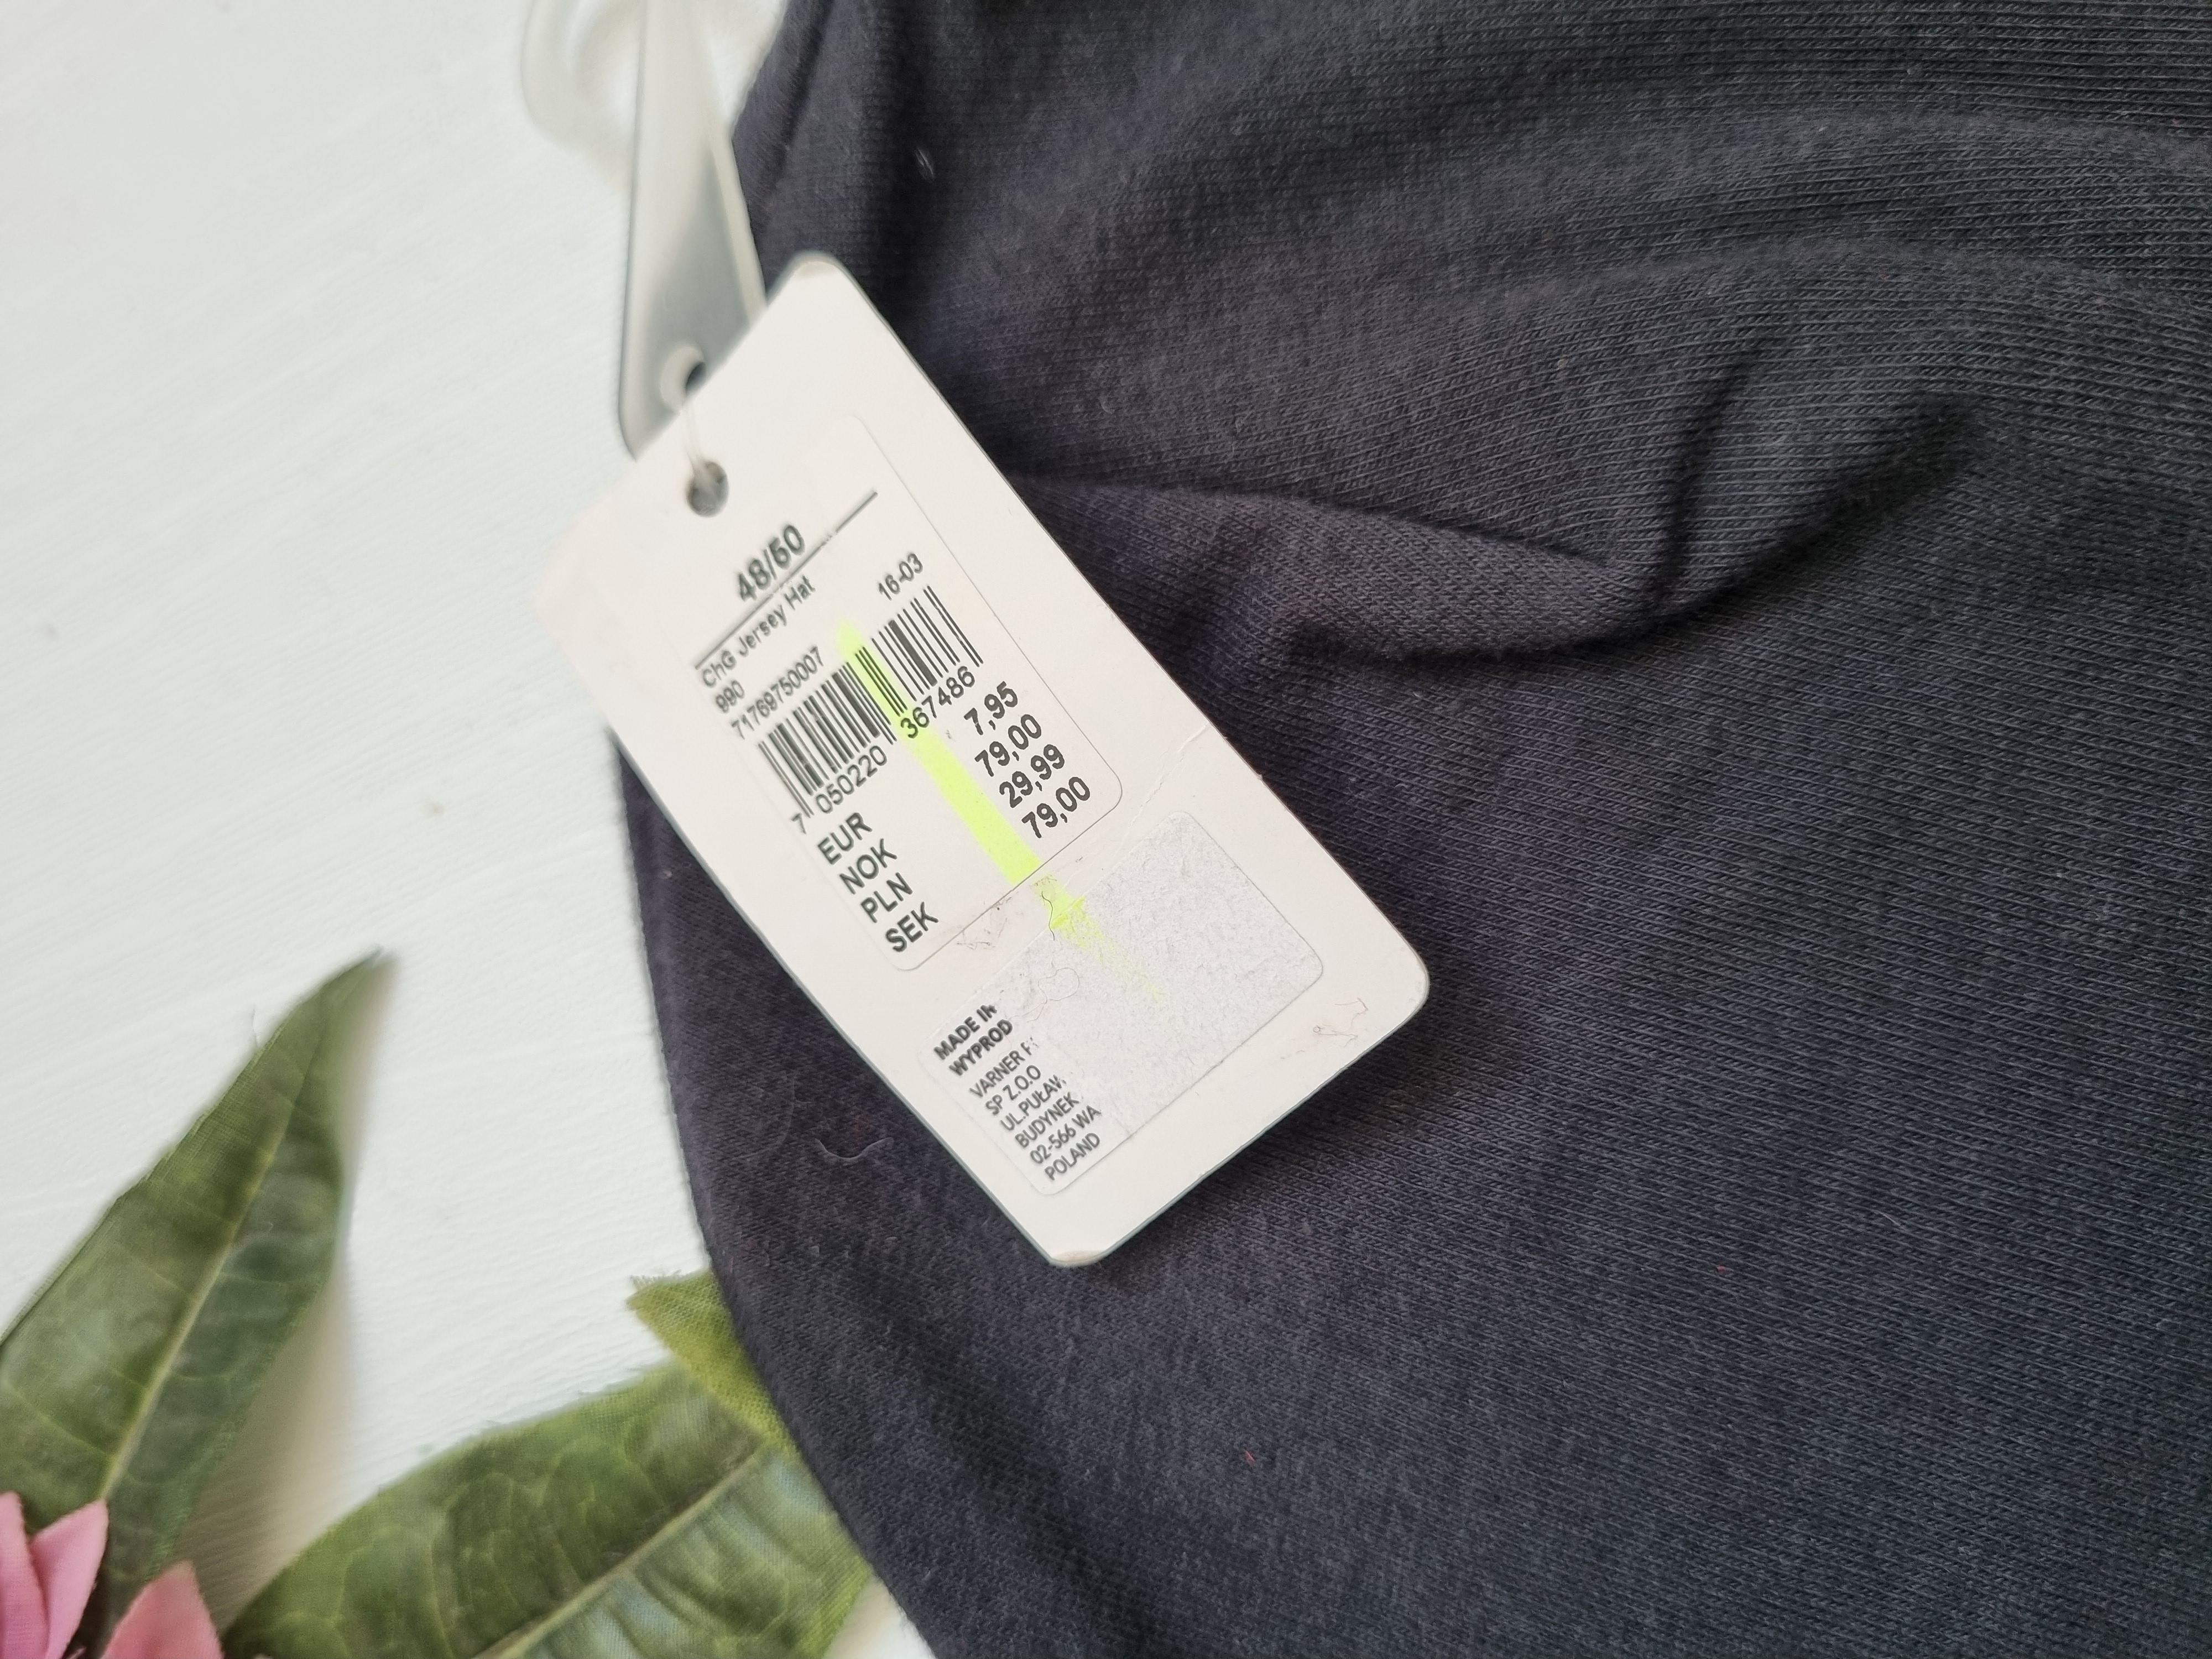 48/50
ChG Jersey Hat
990 16-03
71769750007
7 050220 367486
EUR 7,95
NOK 79,00
PLN 29,99
SEK 79,00
MADE IN
WYPROD
VARNER
SP Z.O.O
UL.PUŁAW
BUDYNEK
02-566 WA
POLAND